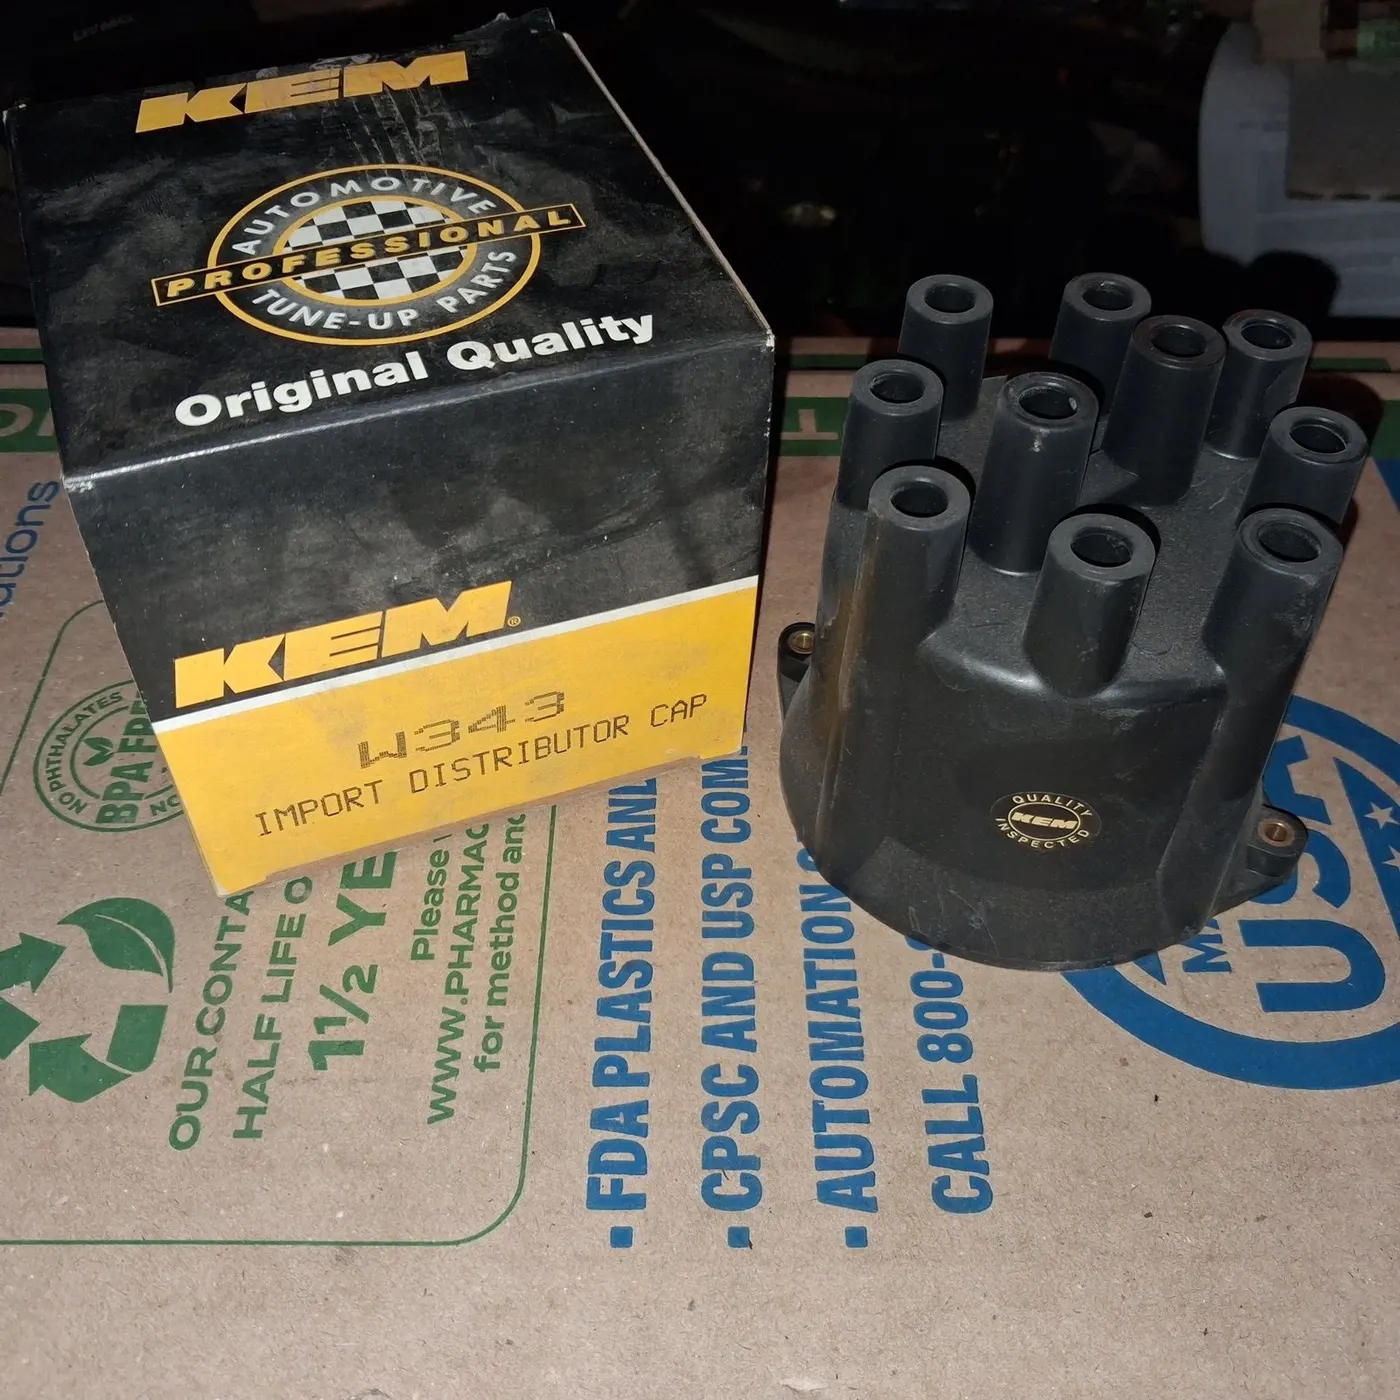 KEM
AUTOMOTIVE
PROFESSIONAL
TUNE-UP PARTS
Original Quality
KEM®
W343
IMPORT DISTRIBUTOR CAP
QUALITY
KEM
INSPECTED
NO PHTHALATES
BPA FREE
OUR CONTA
HALF LIFE O
1½ YE
Please
www.PHARMAC
for method and
· FDA PLASTICS AND
· CPSC AND USP COM
· AUTOMATION
CALL 800-
USA